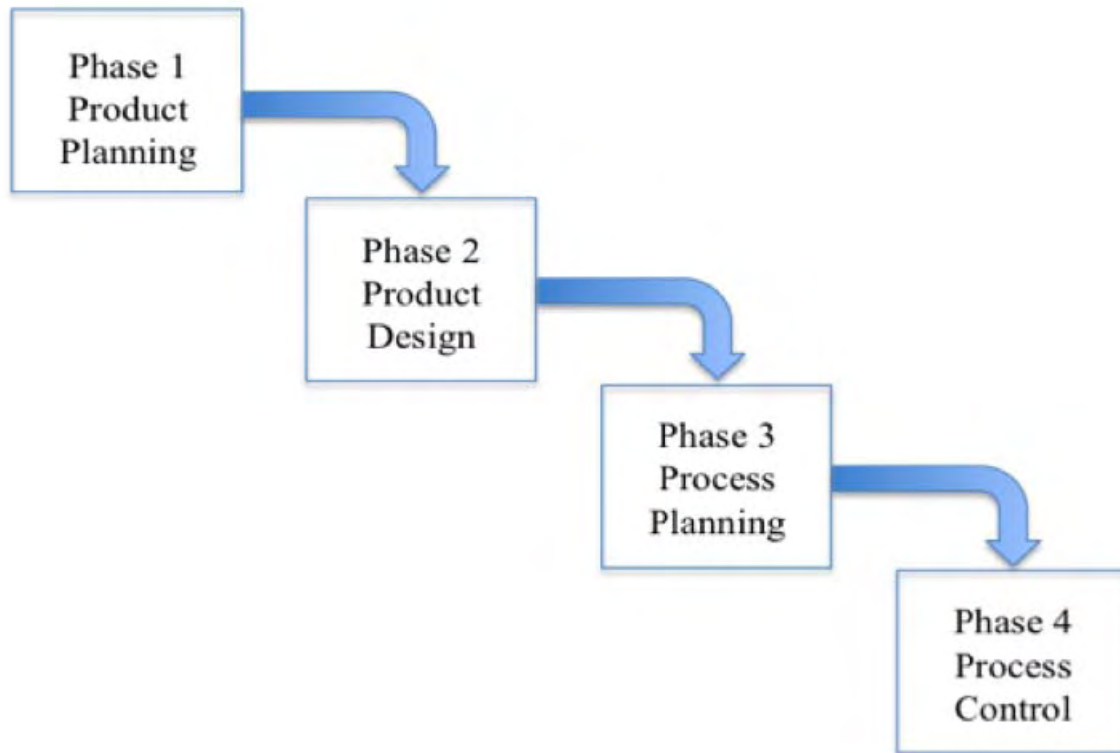 Phase 1
Product
Planning
Phase 2
Product
Design
Phase 3
Process
Planning
Phase 4
Process
Control